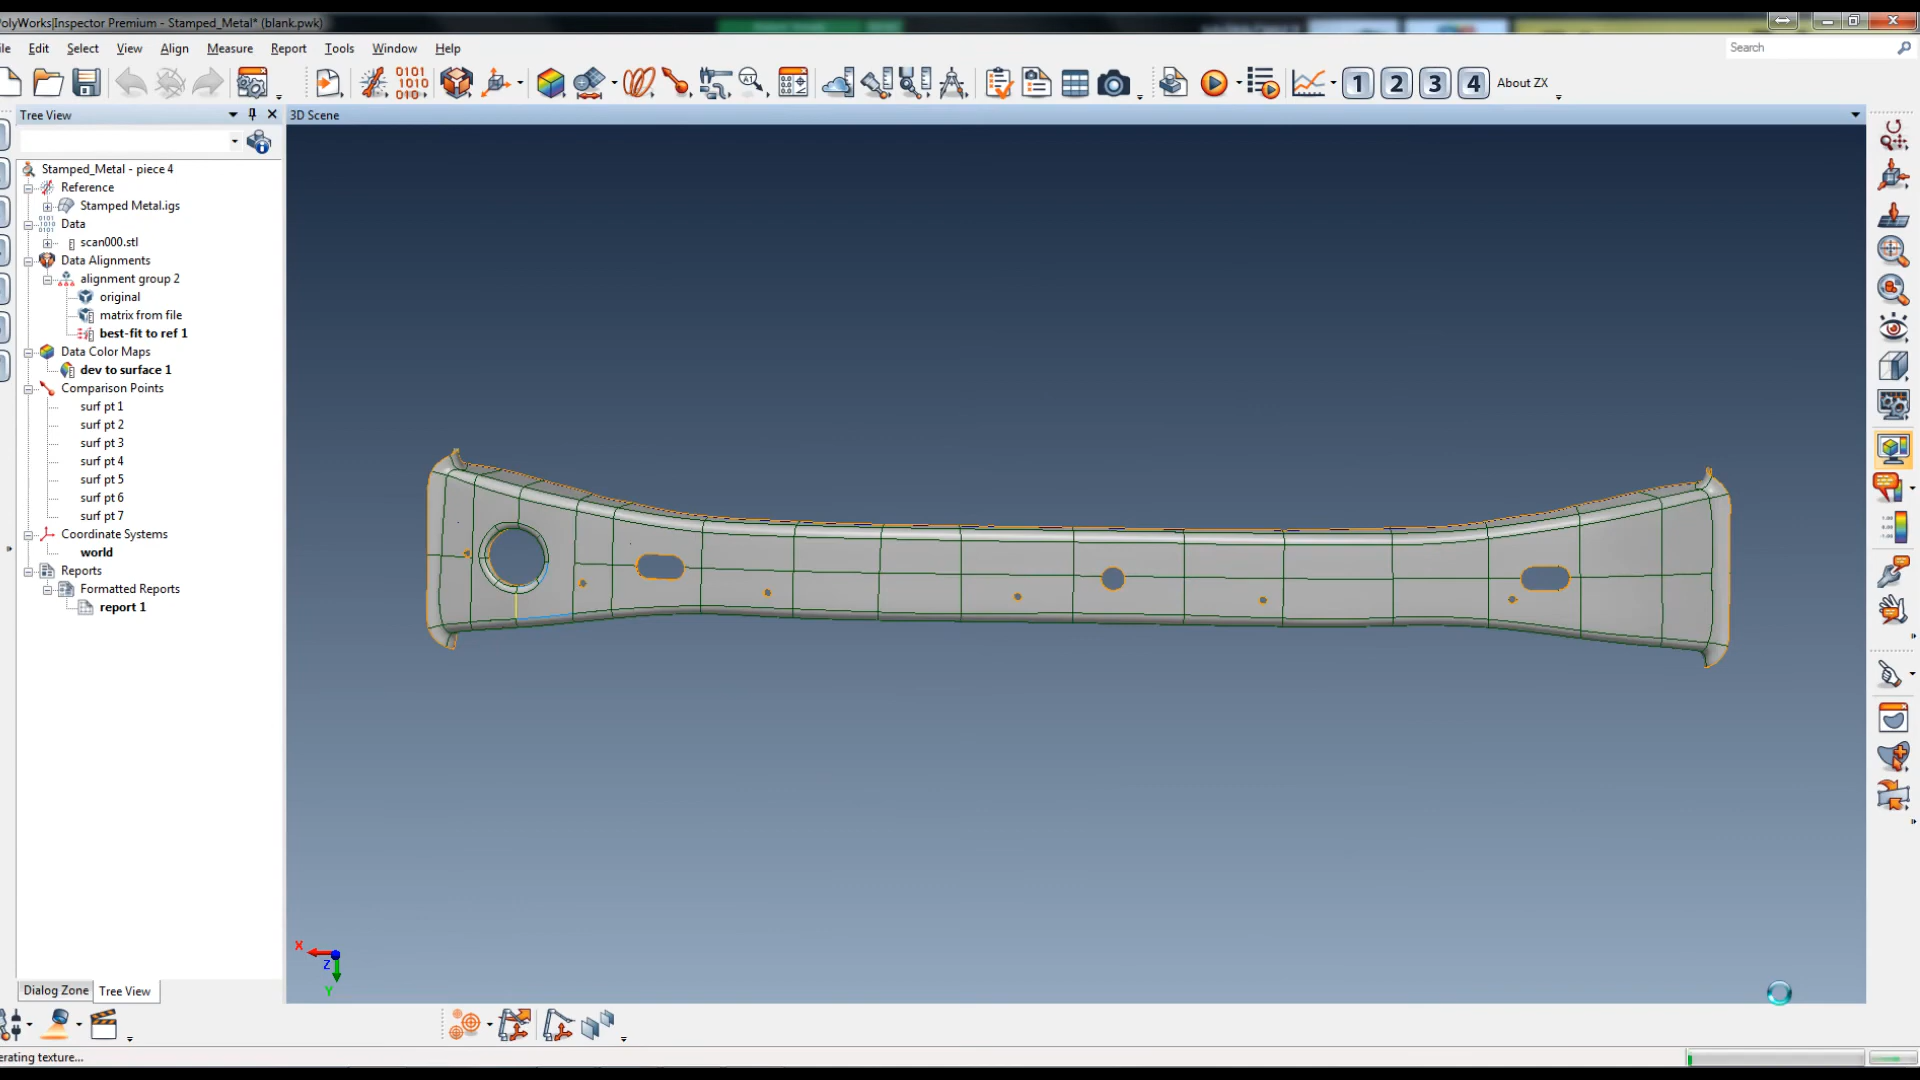 PolyWorks|Inspector Premium - Stamped_Metal* (blank.pwk)
ile Edit Select View Align Measure Report Tools Window Help
Search
1 2 3 4 About ZX
Tree View
3D Scene
Stamped_Metal - piece 4
Reference
Stamped Metal.igs
Data
scan000.stl
Data Alignments
alignment group 2
original
matrix from file
best-fit to ref 1
Data Color Maps
dev to surface 1
Comparison Points
surf pt 1
surf pt 2
surf pt 3
surf pt 4
surf pt 5
surf pt 6
surf pt 7
Coordinate Systems
world
Reports
Formatted Reports
report 1
X
Z
Y
Dialog Zone Tree View
erating texture...